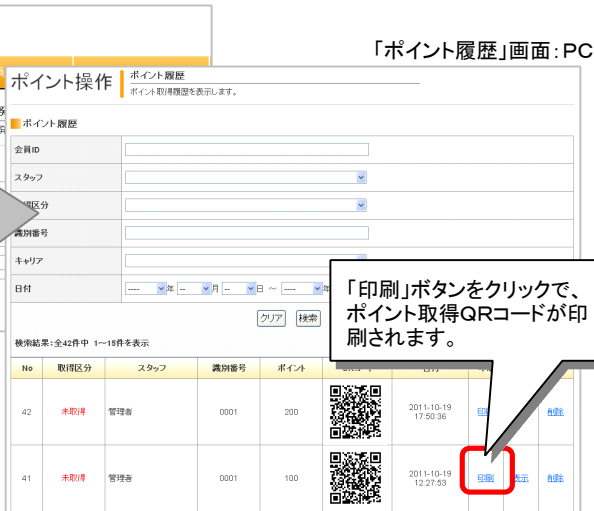 「ポイント履歴」画面：PC
ポイント操作
ポイント履歴
ポイント取得履歴を表示します。
ポイント履歴
会員ID
スタッフ
得区分
識別番号
キャリア
日付
---- 年 -- 月 -- 日 ～ ---- 年
クリア 検索
「印刷」ボタンをクリックで、
ポイント取得QRコードが印
刷されます。
検索結果：全42件中 1～15件を表示
No 取得区分 スタッフ 識別番号 ポイント
42 未取得 管理者 0001 200 2011-10-19 17:50:36 印 削除
41 未取得 管理者 0001 100 2011-10-19 12:27:53 印刷 表示 削除